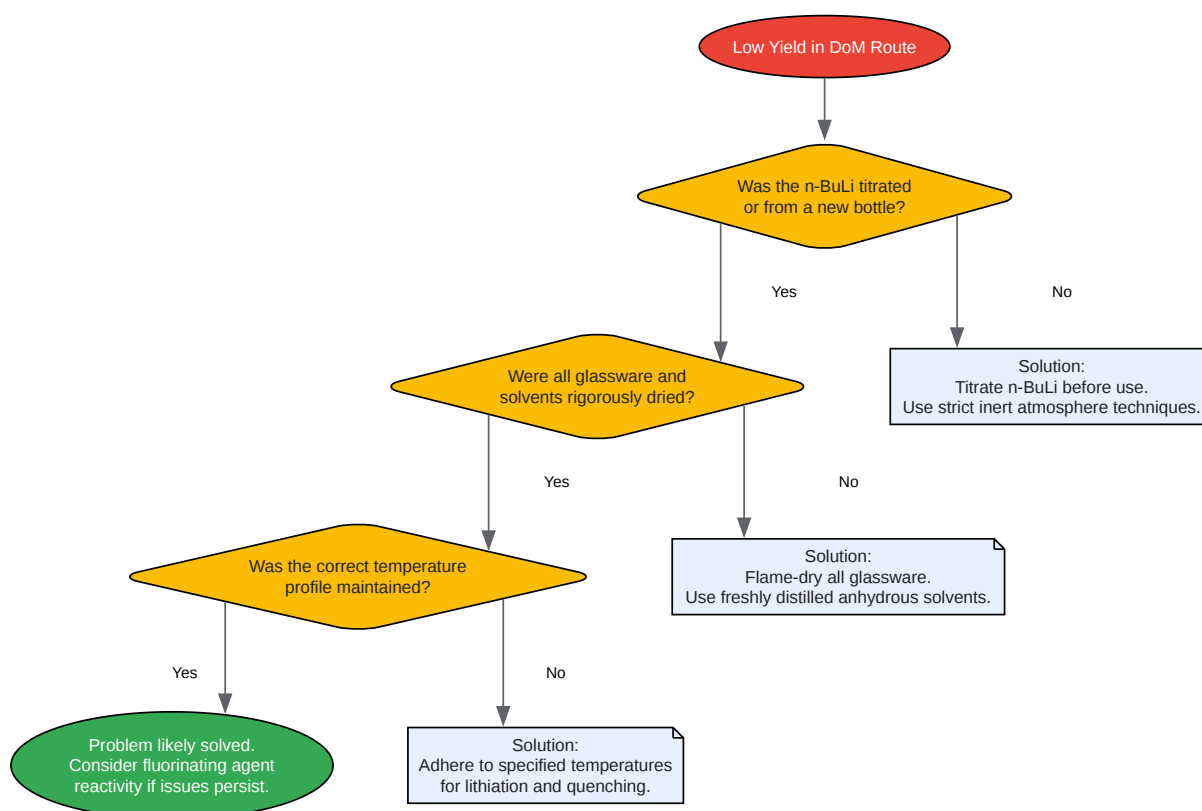 Low Yield in DoM Route
Was the n-BuLi titrated
or from a new bottle?
Yes
No
Were all glassware and
solvents rigorously dried?
Solution:
Titrate n-BuLi before use.
Use strict inert atmosphere techniques.
Yes
No
Was the correct temperature
profile maintained?
Solution:
Flame-dry all glassware.
Use freshly distilled anhydrous solvents.
Yes
No
Problem likely solved.
Consider fluorinating agent
reactivity if issues persist.
Solution:
Adhere to specified temperatures
for lithiation and quenching.